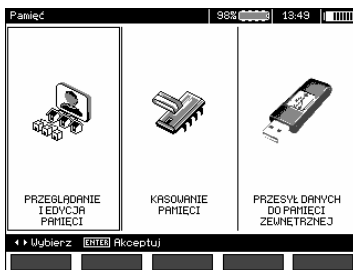 Pamięć 98% 13:49
PRZEGLĄDANIE
I EDYCJA
PAMIĘCI
KASOWANIE
PAMIĘCI
PRZESYŁ DANYCH
DO PAMIĘCI
ZEWNĘTRZNEJ
Wybierz ENTER Akceptuj